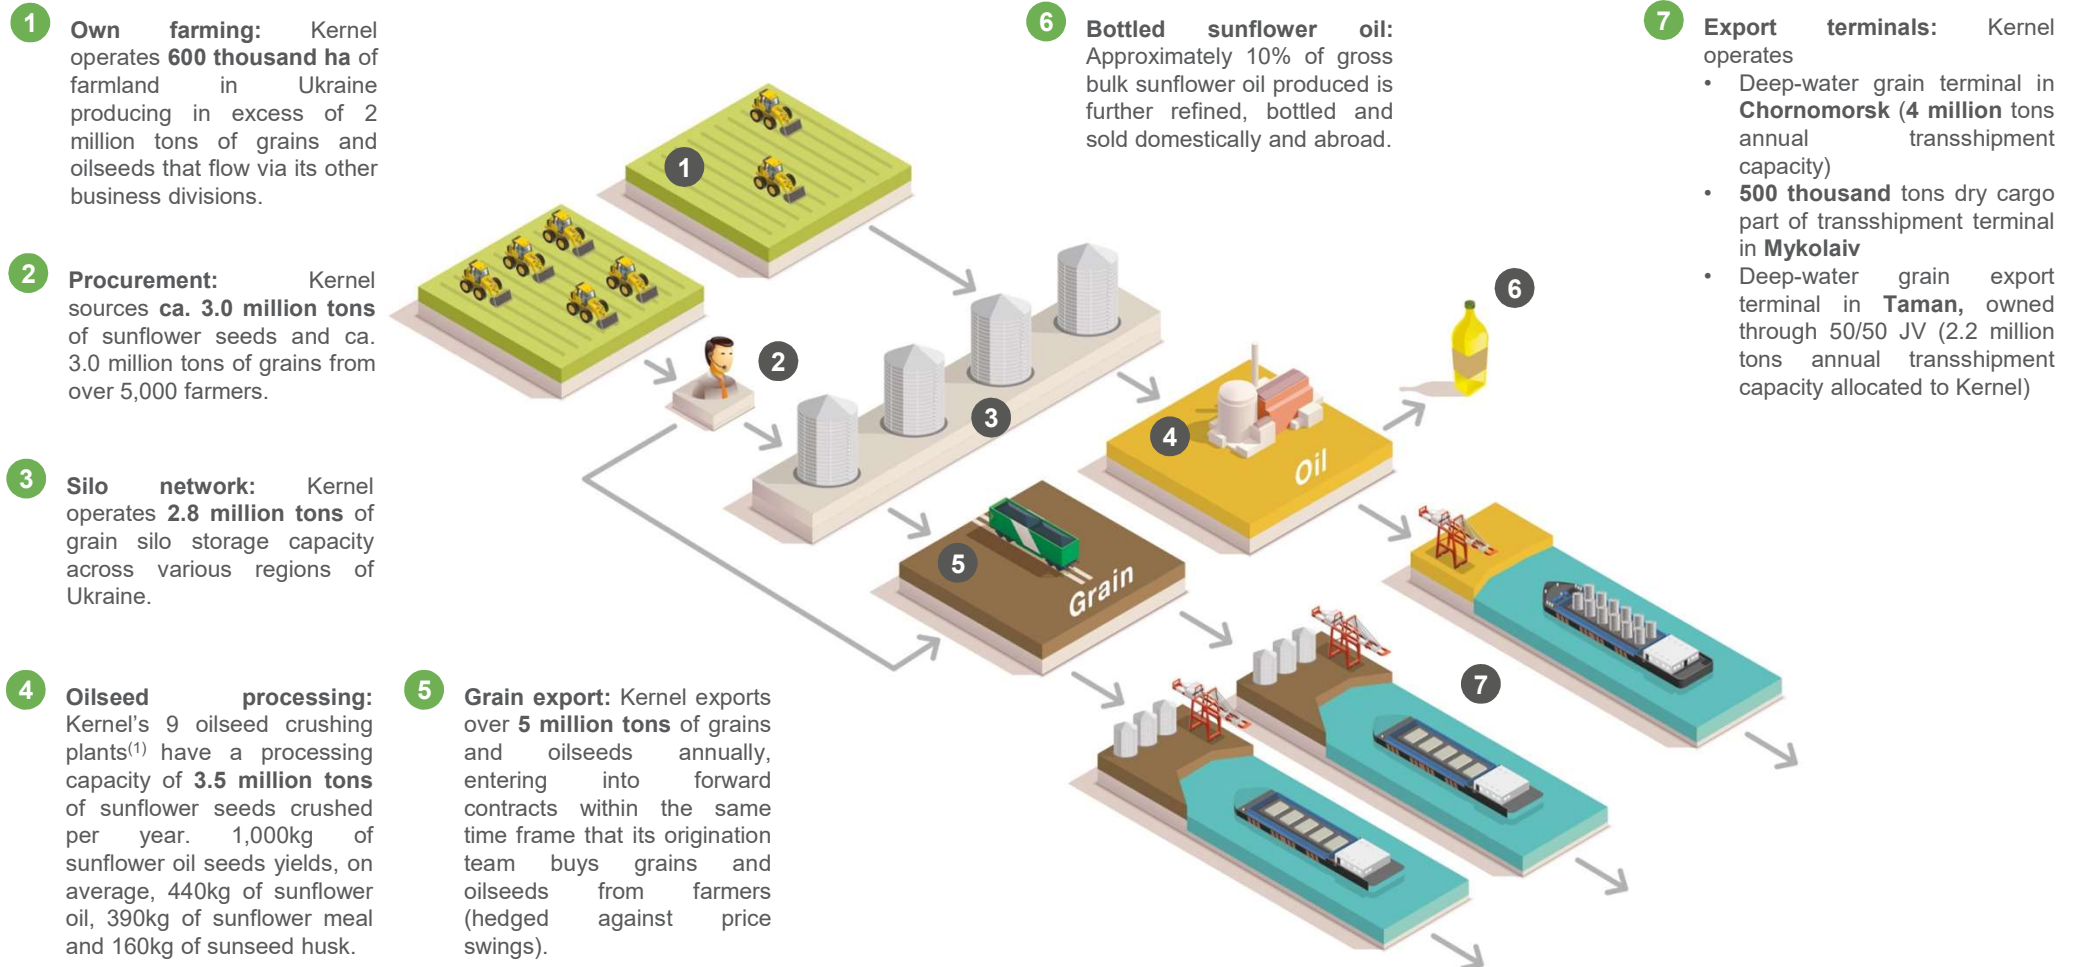 1
Own farming: Kernel
operates 600 thousand ha of
farmland in Ukraine
producing in excess of 2
million tons of grains and
oilseeds that flow via its other
business divisions.
2
Procurement: Kernel
sources ca. 3.0 million tons
of sunflower seeds and ca.
3.0 million tons of grains from
over 5,000 farmers.
3
Silo network: Kernel
operates 2.8 million tons of
grain silo storage capacity
across various regions of
Ukraine.
4
Oilseed processing:
Kernel's 9 oilseed crushing
plants(1) have a processing
capacity of 3.5 million tons
of sunflower seeds crushed
per year. 1,000kg of
sunflower oil seeds yields, on
average, 440kg of sunflower
oil, 390kg of sunflower meal
and 160kg of sunseed husk.
5
Grain export: Kernel exports
over 5 million tons of grains
and oilseeds annually,
entering into forward
contracts within the same
time frame that its origination
team buys grains and
oilseeds from farmers
(hedged against price
swings).
6
Bottled sunflower oil:
Approximately 10% of gross
bulk sunflower oil produced is
further refined, bottled and
sold domestically and abroad.
7
Export terminals: Kernel
operates
• Deep-water grain terminal in
Chornomorsk (4 million tons
annual transshipment
capacity)
• 500 thousand tons dry cargo
part of transshipment terminal
in Mykolaiv
• Deep-water grain export
terminal in Taman, owned
through 50/50 JV (2.2 million
tons annual transshipment
capacity allocated to Kernel)
1
2
3
4
Oil
5
Grain
6
7